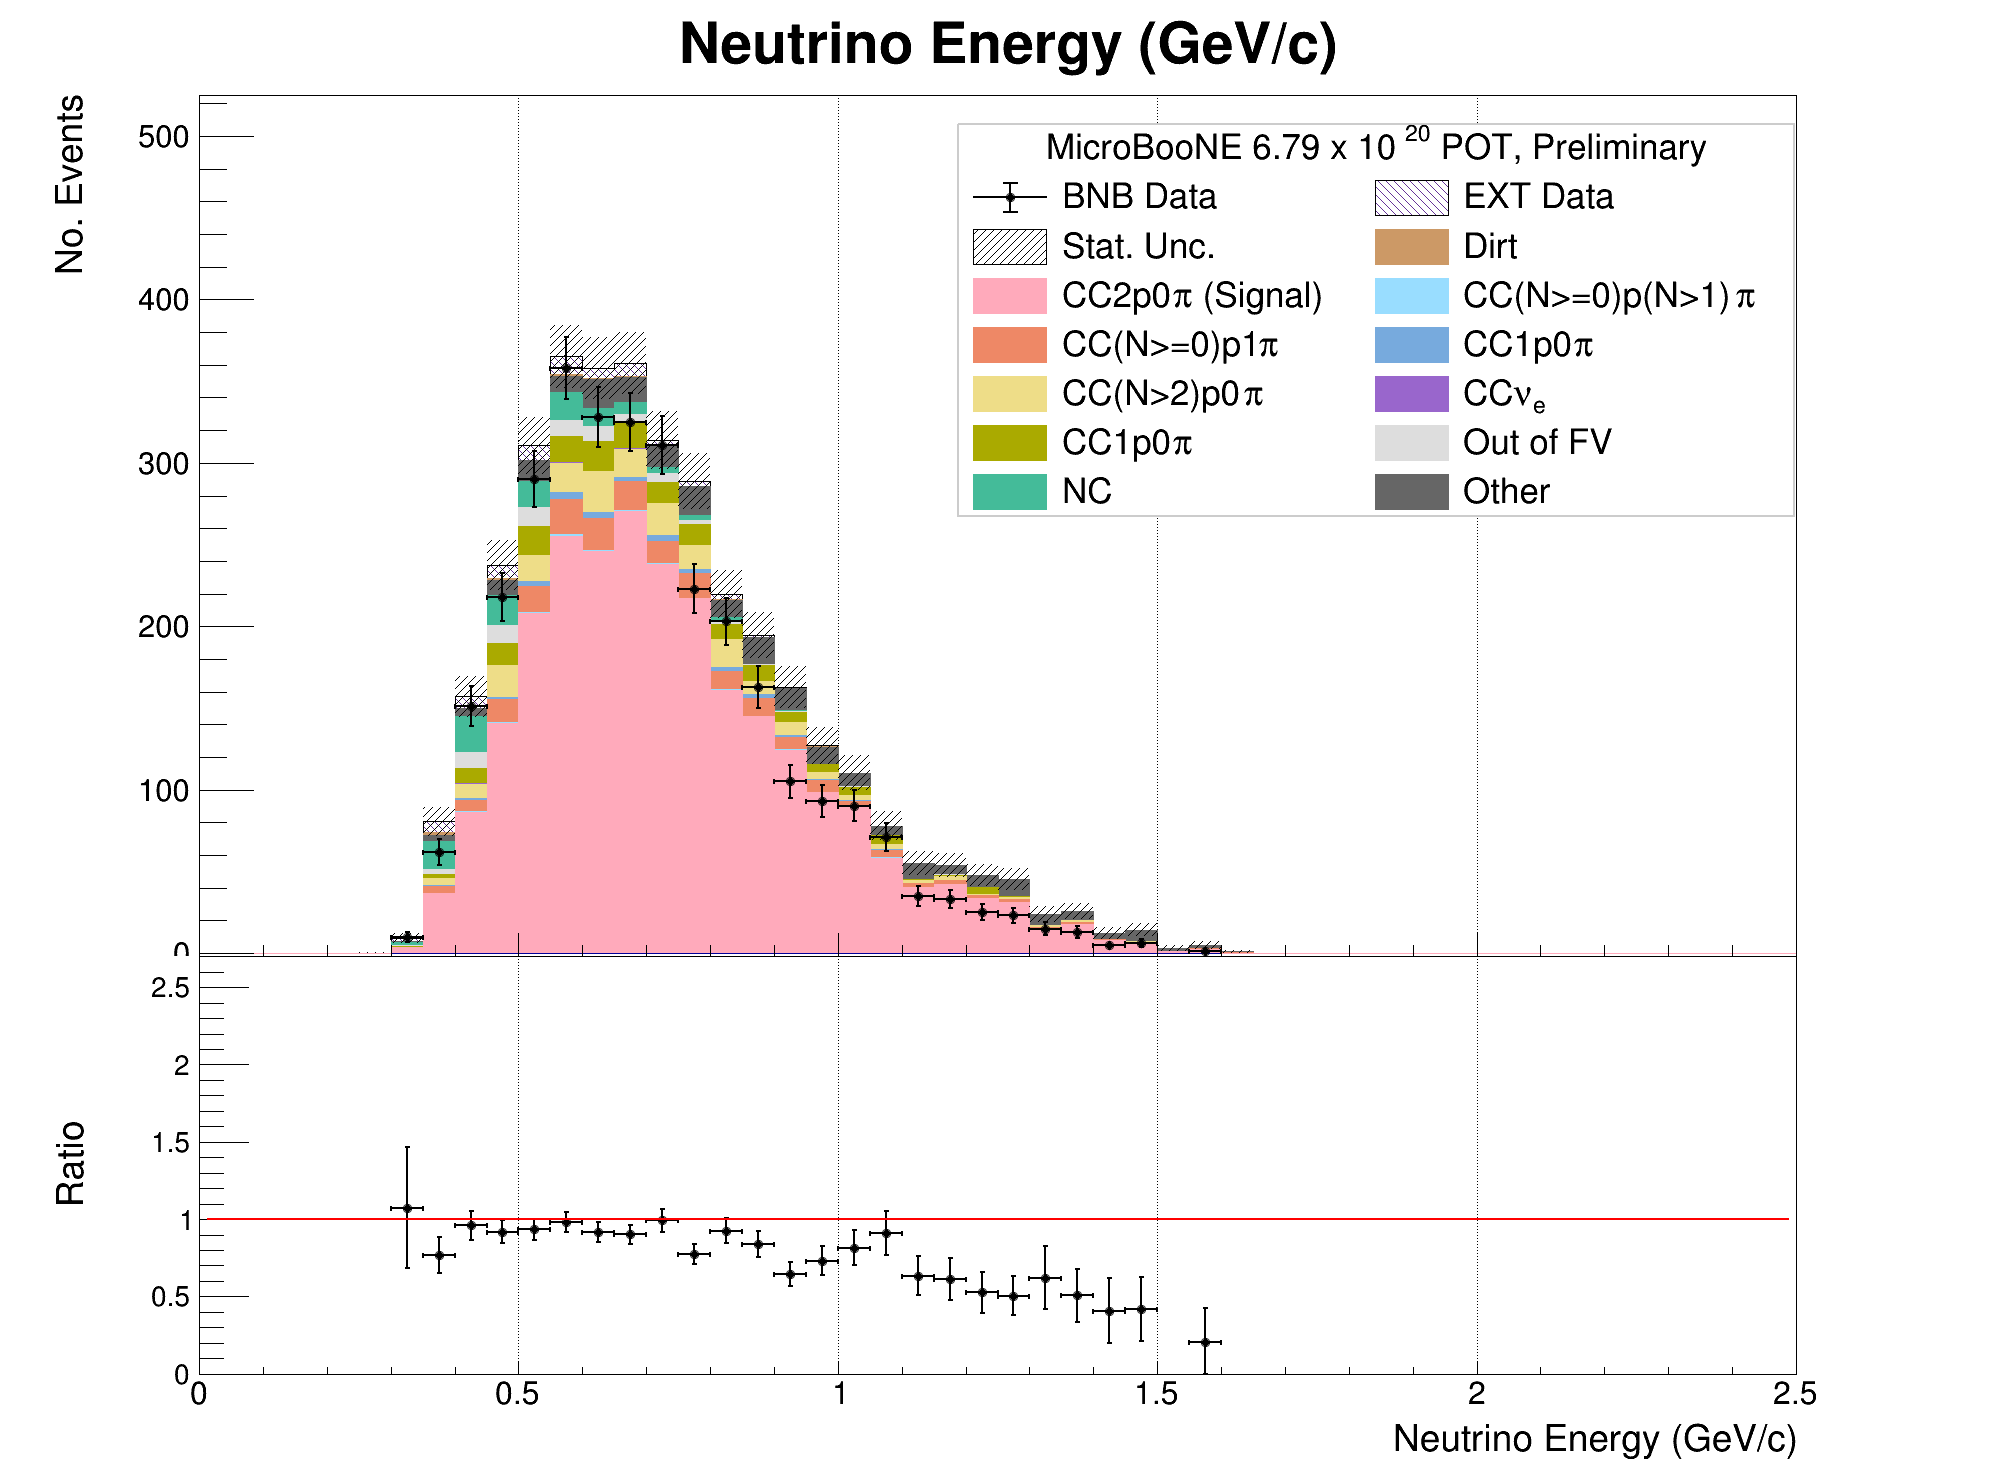 Neutrino Energy (GeV/c)
No. Events
500
400
300
200
100
0
MicroBooNE 6.79 x 10 20 POT, Preliminary
BNB Data
EXT Data
Stat. Unc.
Dirt
CC2p0π (Signal)
CC(N>=0)p(N>1)π
CC(N>=0)p1π
CC1p0π
CC(N>2)p0π
CCνe
CC1p0π
Out of FV
NC
Other
Ratio
2.5
2
1.5
1
0.5
0
0 0.5 1 1.5 2 2.5
Neutrino Energy (GeV/c)